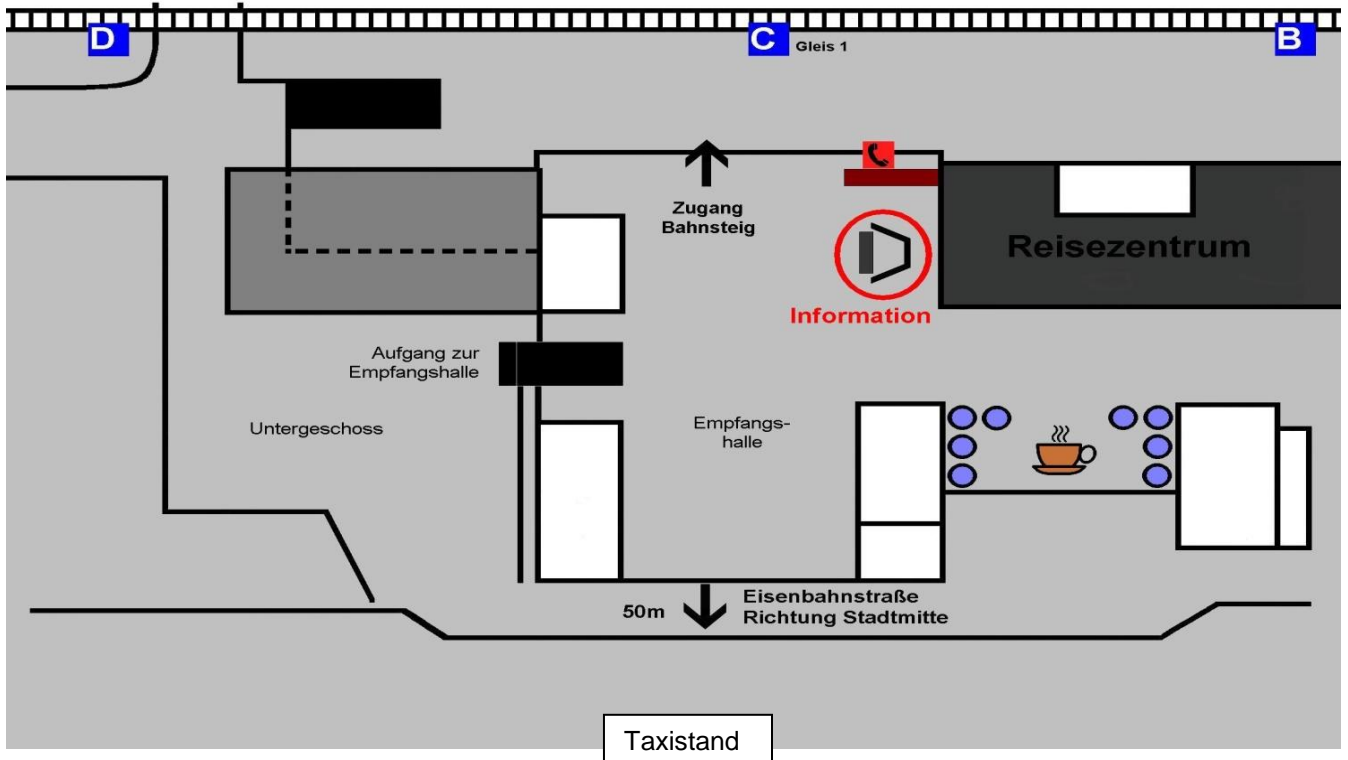 D
C
Gleis 1
B
Zugang
Bahnsteig
Reisezentrum
Information
Aufgang zur
Empfangshalle
Untergeschoss
Empfangs-
halle
50m
Eisenbahnstraße
Richtung Stadtmitte
Taxistand